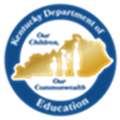 Kentucky Department of
Our
Children,
Our
Commonwealth
Education